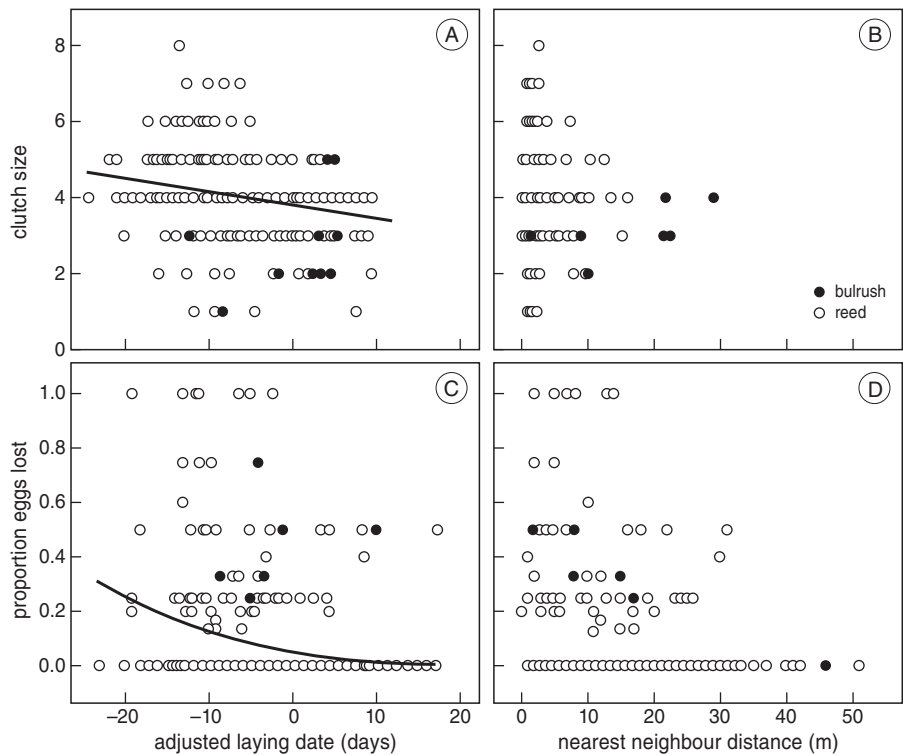 A
B
clutch size
8
6
4
2
0
bulrush
reed
C
D
proportion eggs lost
1.0
0.8
0.6
0.4
0.2
0.0
−20 −10 0 10 20
0 10 20 30 40 50
adjusted laying date (days)
nearest neighbour distance (m)